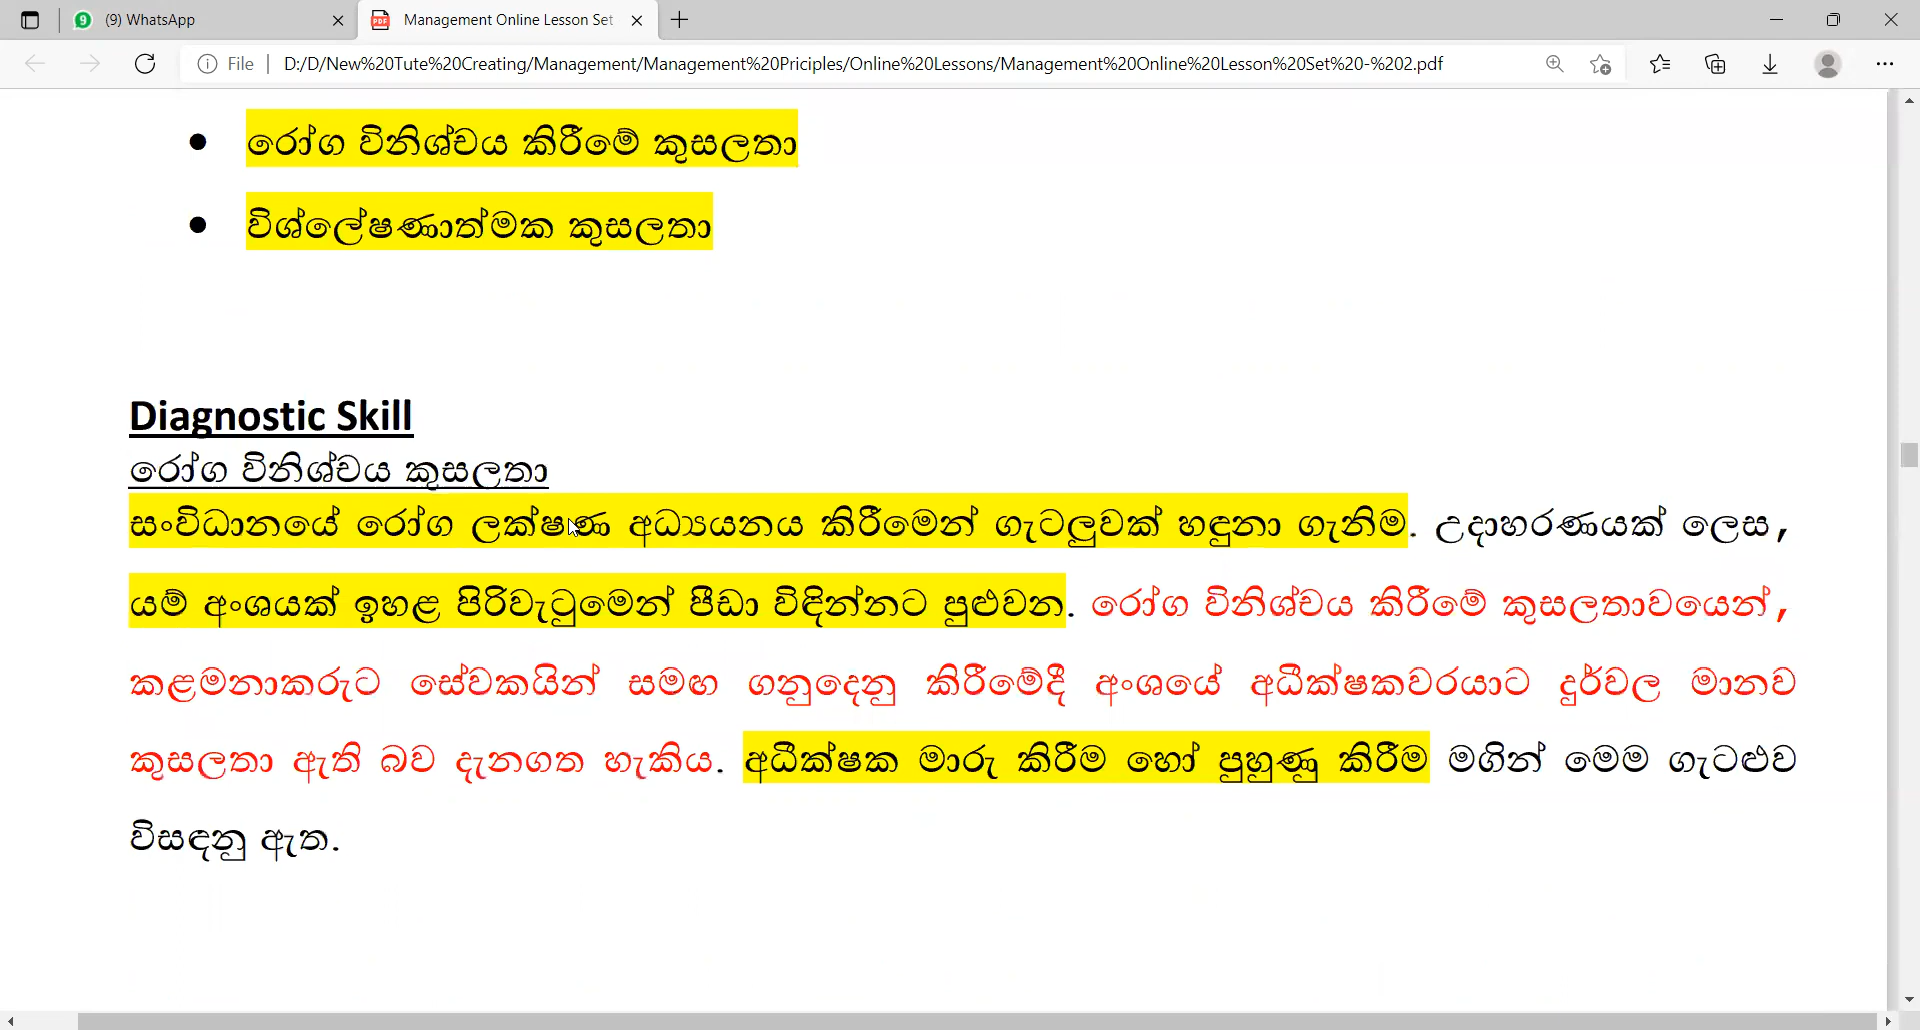 (9) WhatsApp
Management Online Lesson Set
File
D:/D/New%20Tute%20Creating/Management/Management%20Priciples/Online%20Lessons/Management%20Online%20Lesson%20Set%20-%202.pdf
● රෝග විනිශ්චය කිරීමේ කුසලතා
● විශ්ලේෂණාත්මක කුසලතා
Diagnostic Skill
රෝග විනිශ්චය කුසලතා
සංවිධානයේ රෝග ලක්ෂණ අධ්‍යයනය කිරීමෙන් ගැටලුවක් හඳුනා ගැනිම. උදාහරණයක් ලෙස,
යම් අංශයක් ඉහළ පිරිවැටුමෙන් පීඩා විඳින්නට පුළුවන. රෝග විනිශ්චය කිරීමේ කුසලතාවයෙන්,
කළමනාකරුට සේවකයින් සමඟ ගනුදෙනු කිරීමේදී අංශයේ අධීක්ෂකවරයාට දුර්වල මානව
කුසලතා ඇති බව දැනගත හැකිය. අධීක්ෂක මාරු කිරීම හෝ පුහුණු කිරීම මගින් මෙම ගැටළුව
විසඳනු ඇත.